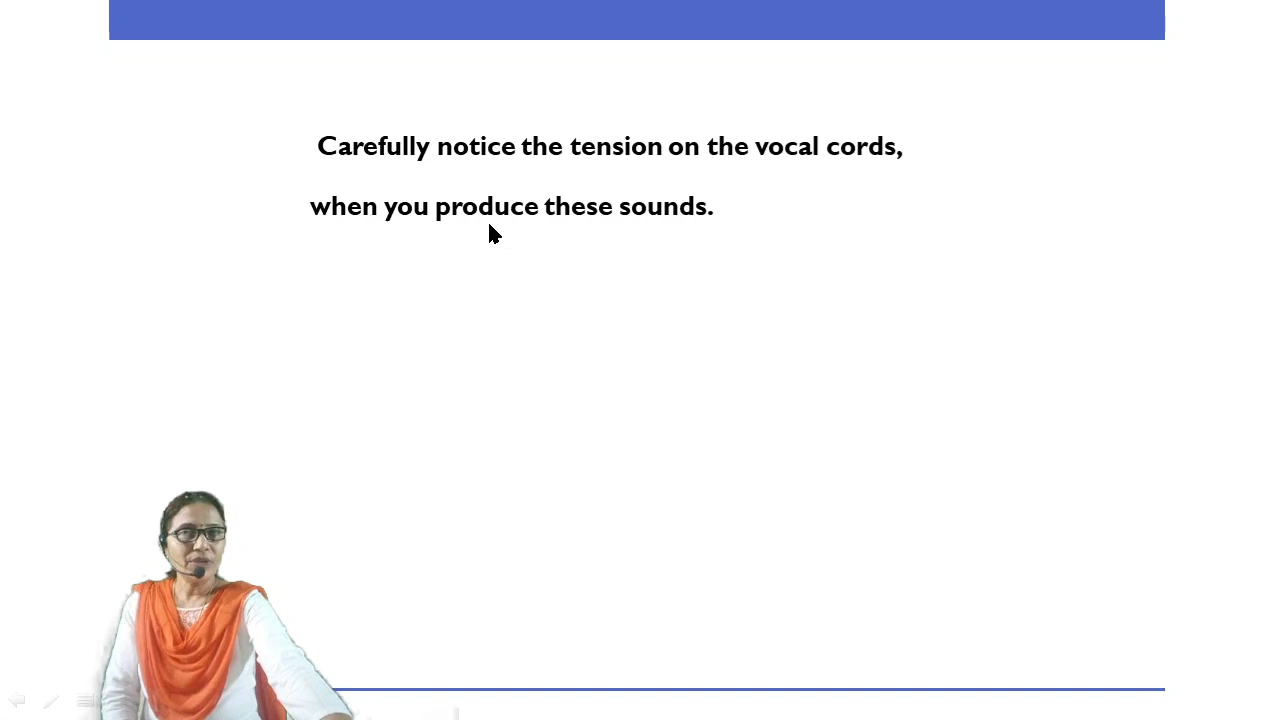 Carefully notice the tension on the vocal cords,
when you produce these sounds.